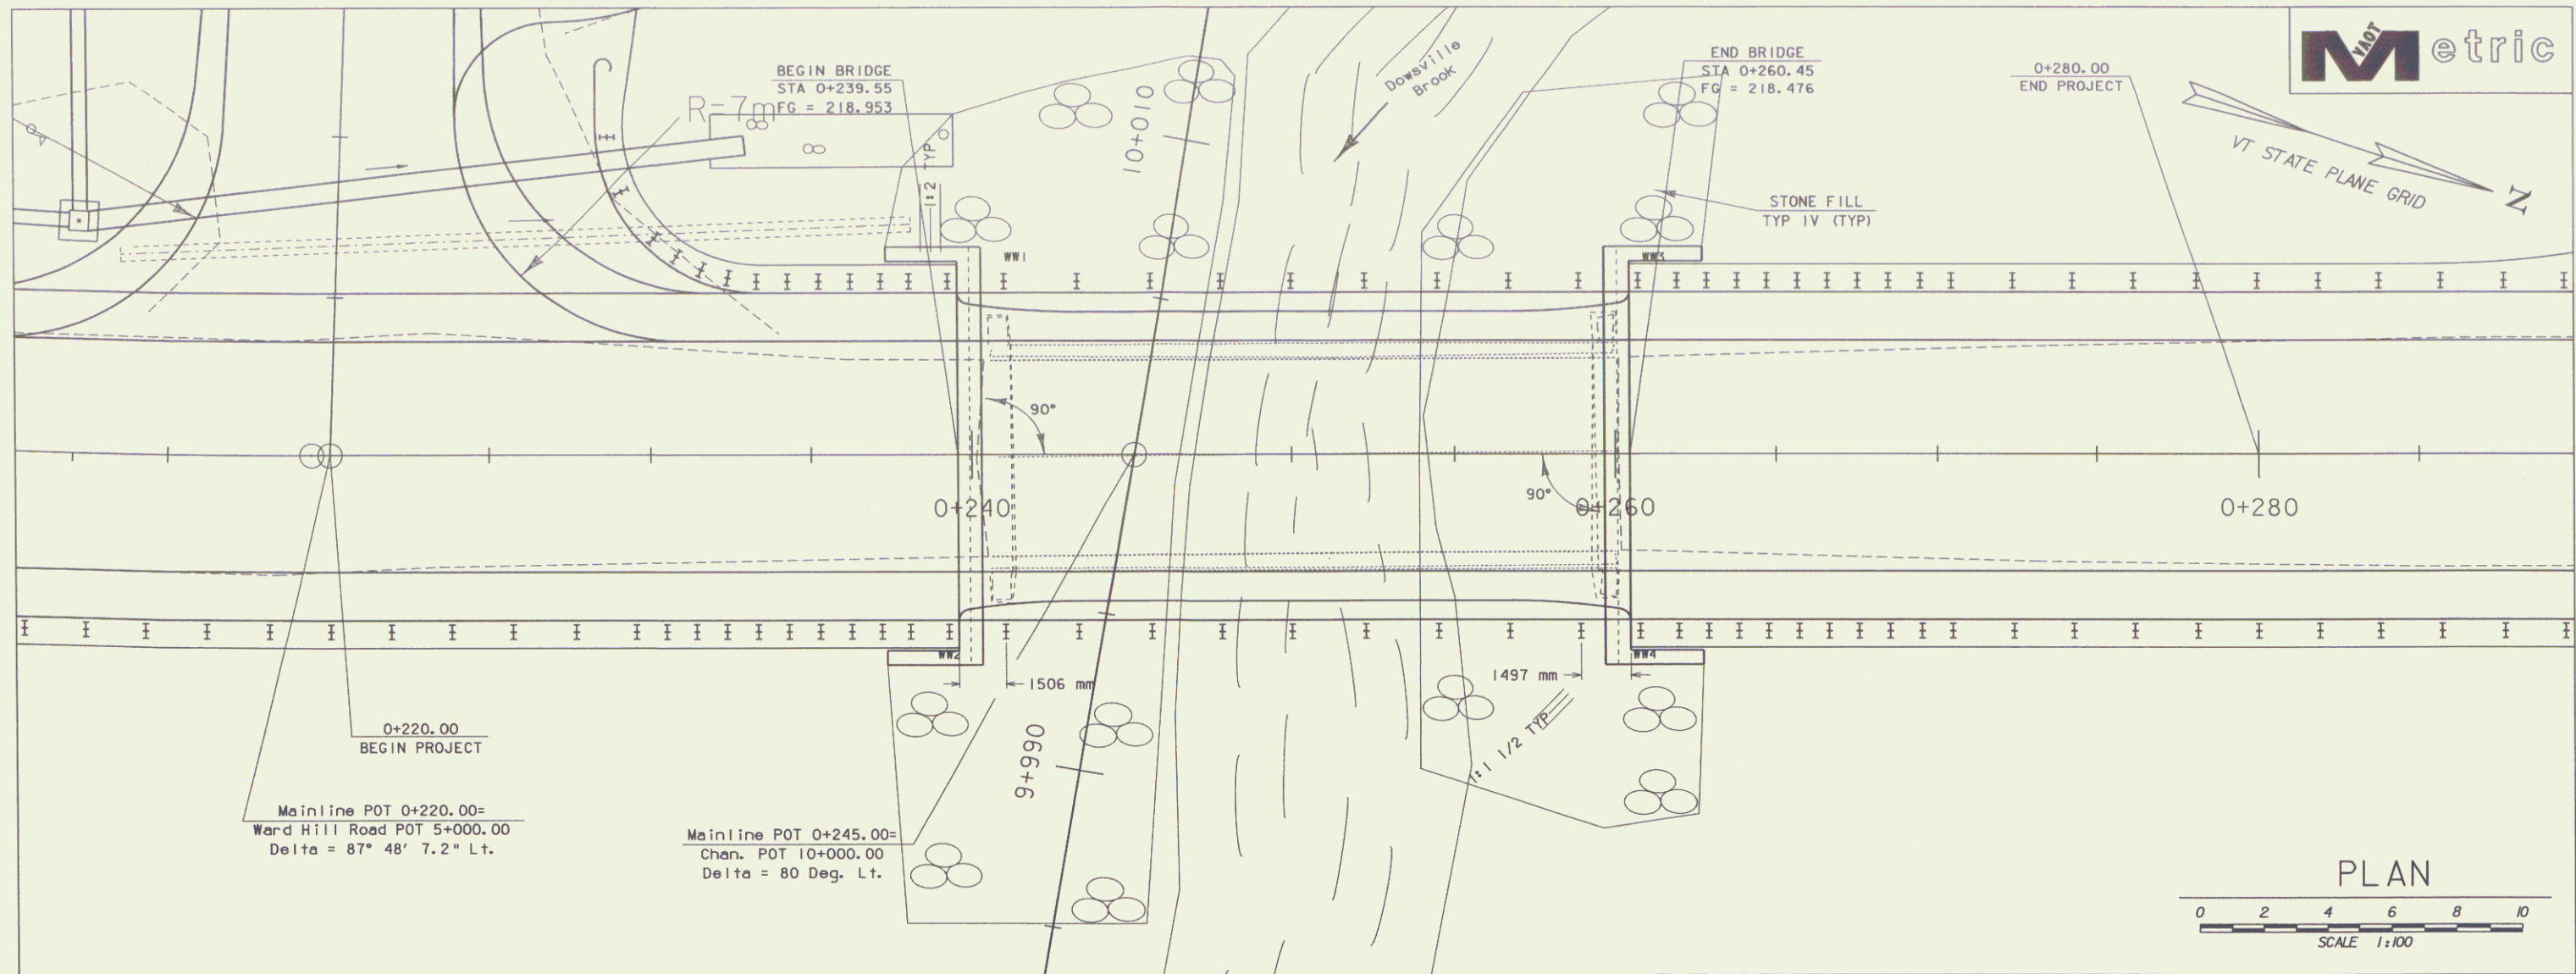 VAOT
Metric
BEGIN BRIDGE
STA 0+239.55
FG = 218.953
R=7m
1:2 TYP
10+010
Dowsville
Brook
END BRIDGE
STA 0+260.45
FG = 218.476
0+280.00
END PROJECT
VT STATE PLANE GRID
N
STONE FILL
TYP IV (TYP)
WW1
WW3
90°
90°
0+240
0+260
0+280
WW2
WW4
1506 mm
1497 mm
1:1 1/2 TYP
9+990
0+220.00
BEGIN PROJECT
Mainline POT 0+220.00=
Ward Hill Road POT 5+000.00
Delta = 87° 48' 7.2" Lt.
Mainline POT 0+245.00=
Chan. POT 10+000.00
Delta = 80 Deg. Lt.
PLAN
0 2 4 6 8 10
SCALE 1:100